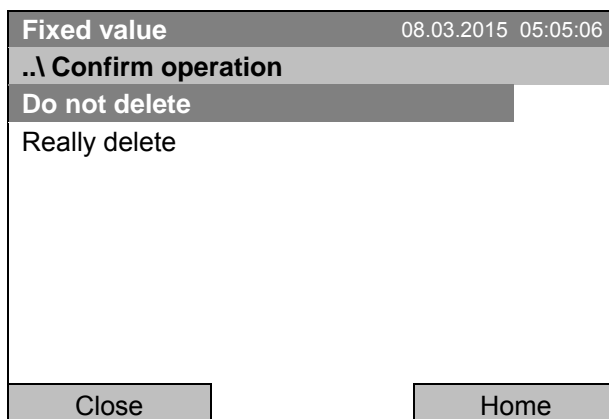 Fixed value 08.03.2015 05:05:06
..\ Confirm operation
Do not delete
Really delete
Close Home